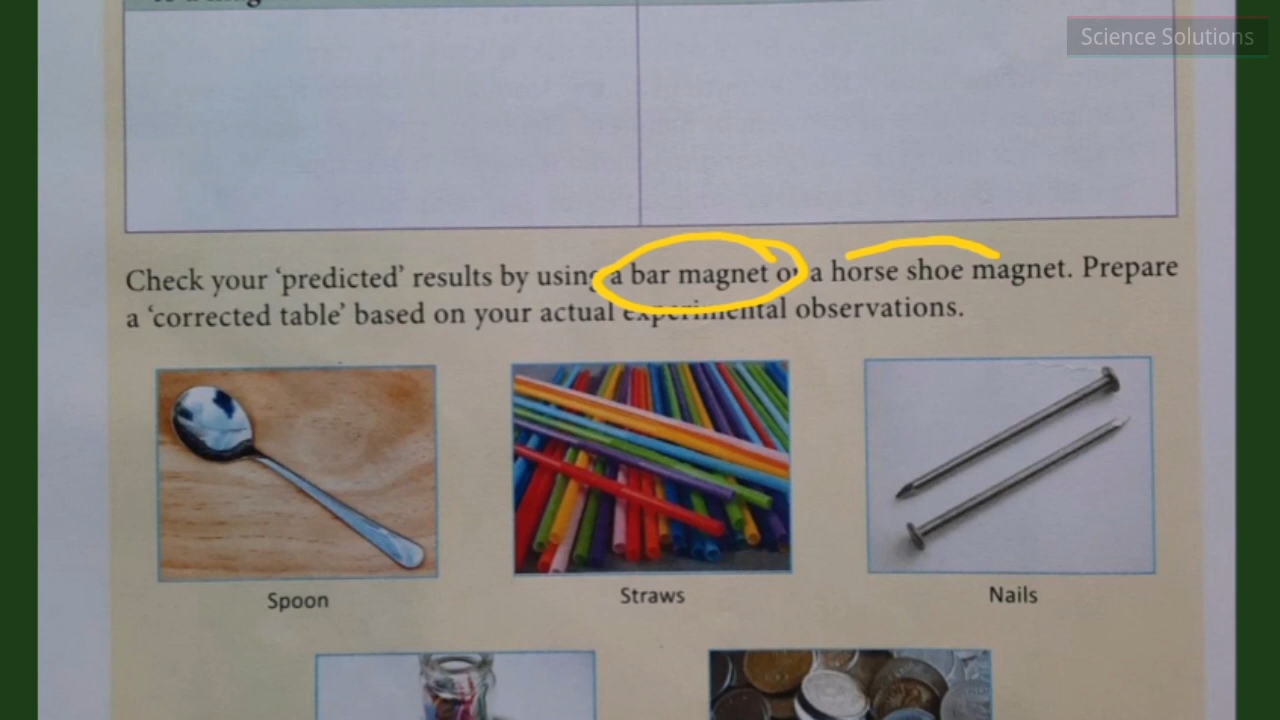 Science Solutions
Check your ‘predicted’ results by using a bar magnet or a horse shoe magnet. Prepare
a ‘corrected table’ based on your actual experimental observations.
Spoon
Straws
Nails